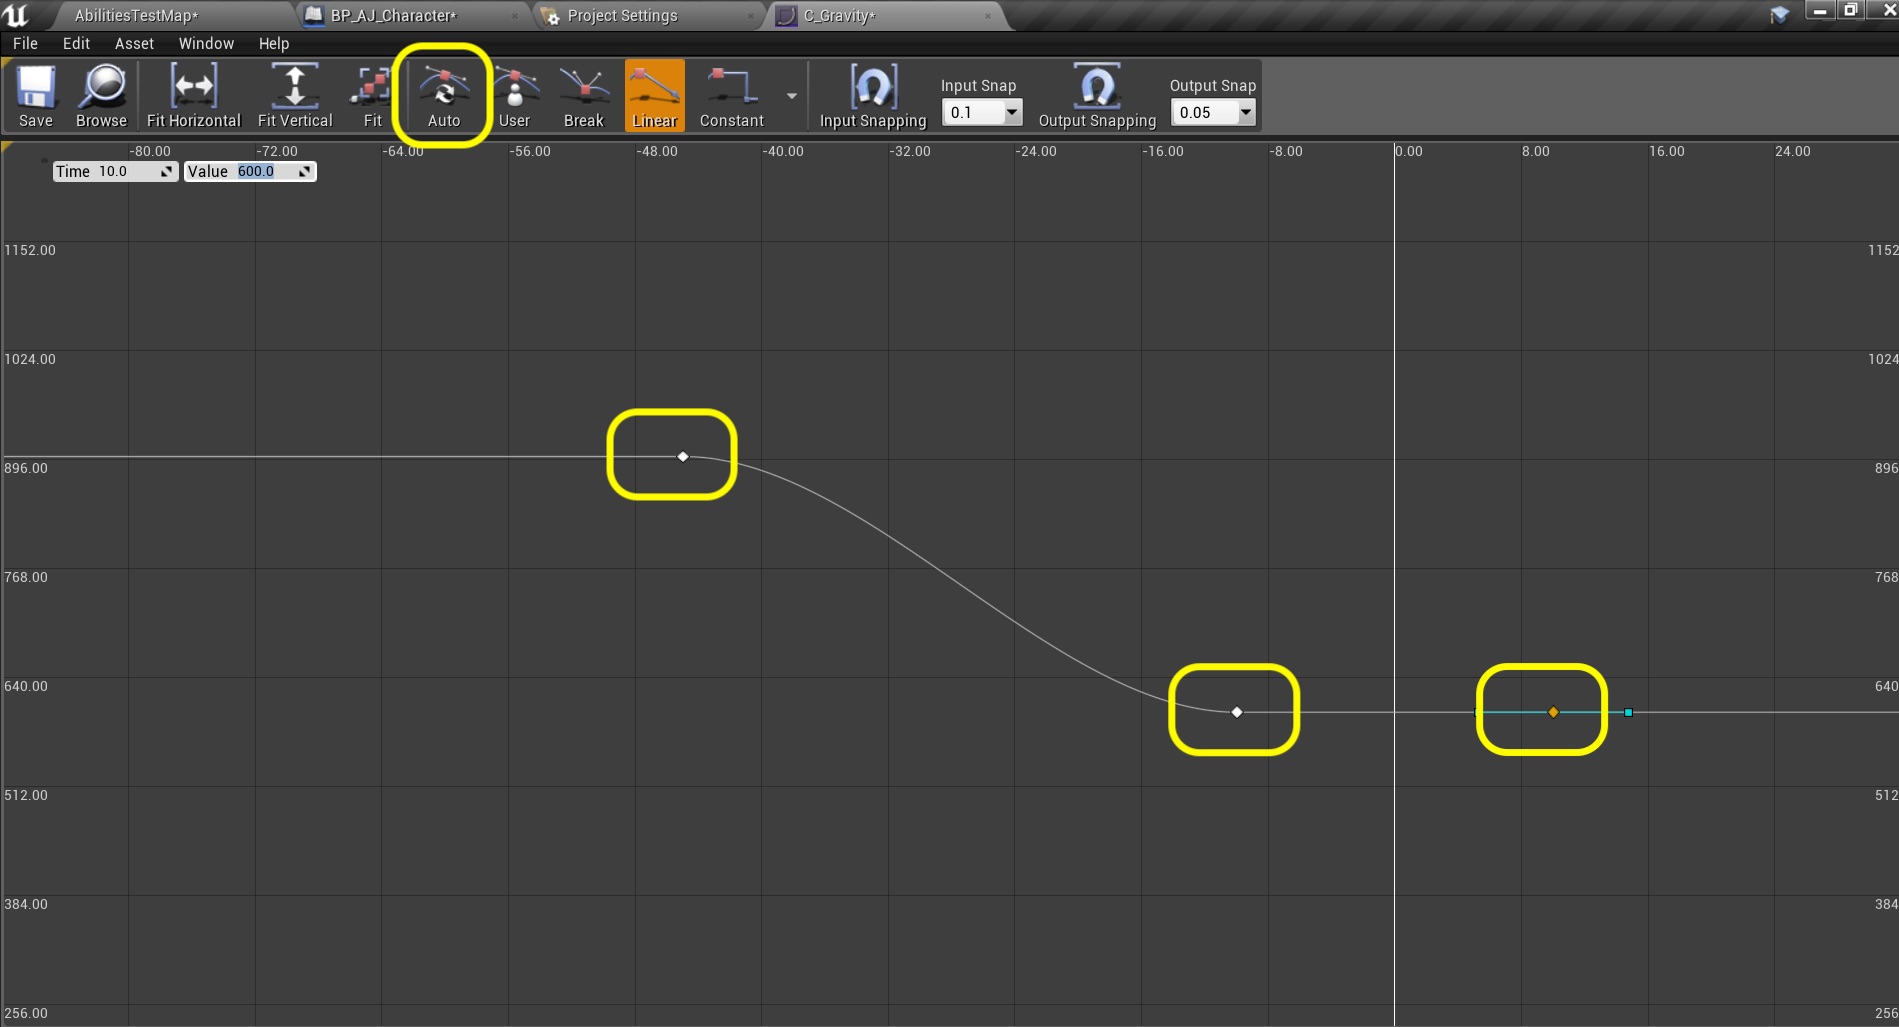 AbilitiesTestMap* BP_AJ_Character* Project Settings C_Gravity*
File Edit Asset Window Help
Save Browse Fit Horizontal Fit Vertical Fit Auto User Break Linear Constant Input Snapping Input Snap 0.1 Output Snapping Output Snap 0.05
-80.00 -72.00 -64.00 -56.00 -48.00 -40.00 -32.00 -24.00 -16.00 -8.00 0.00 8.00 16.00 24.00
Time 10.0 Value 600.0
1152.00 1152
1024.00 1024
896.00 896
768.00 768
640.00 640
512.00 512
384.00 384
256.00 256